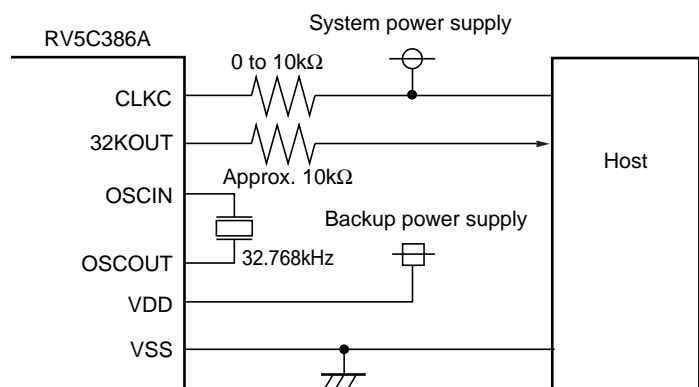 System power supply
RV5C386A
0 to 10kΩ
CLKC
32KOUT
Host
Approx. 10kΩ
OSCIN
Backup power supply
OSCOUT
32.768kHz
VDD
VSS